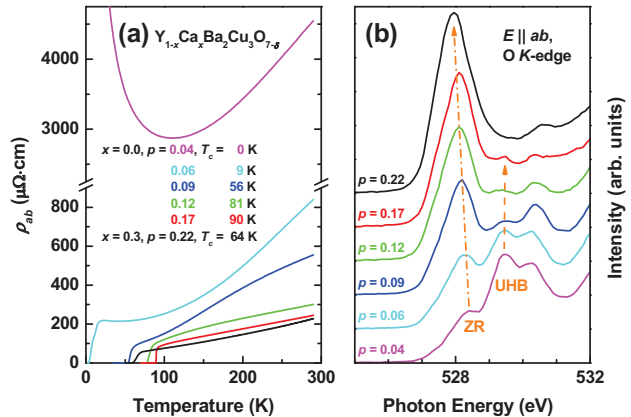 (a) Y1-xCaxBa2Cu3O7-δ
ρab (μΩ·cm)
4000
3000
800
600
400
200
0
x = 0.0, p = 0.04, Tc = 0 K
0.06 9 K
0.09 56 K
0.12 81 K
0.17 90 K
x = 0.3, p = 0.22, Tc = 64 K
0 100 200 300
Temperature (K)
(b) E || ab,
O K-edge
p = 0.22
p = 0.17
p = 0.12
p = 0.09
p = 0.06
p = 0.04
UHB
ZR
528 532
Photon Energy (eV)
Intensity (arb. units)